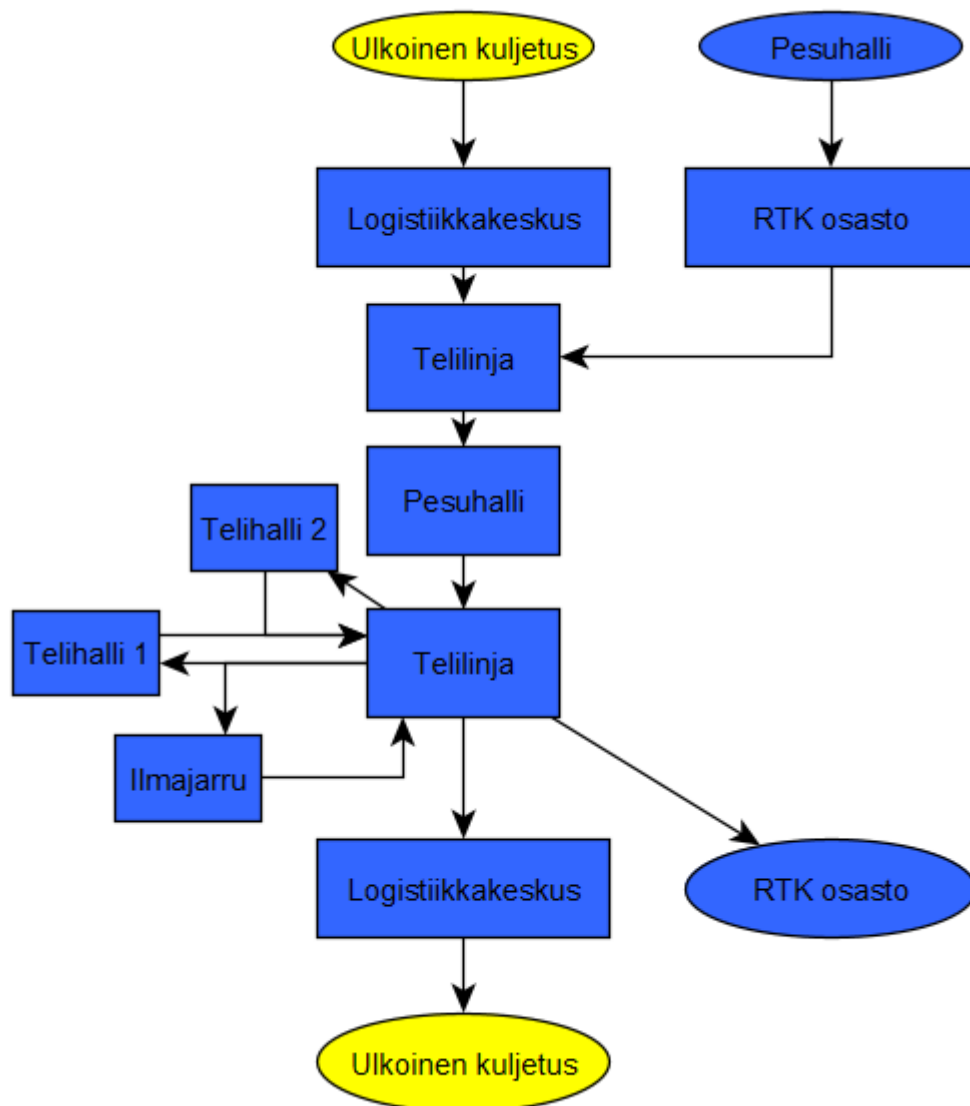 Ulkoinen kuljetus
Pesuhalli
Logistiikkakeskus
RTK osasto
Telilinja
Pesuhalli
Telihalli 2
Telihalli 1
Telilinja
Ilmajarru
Logistiikkakeskus
RTK osasto
Ulkoinen kuljetus